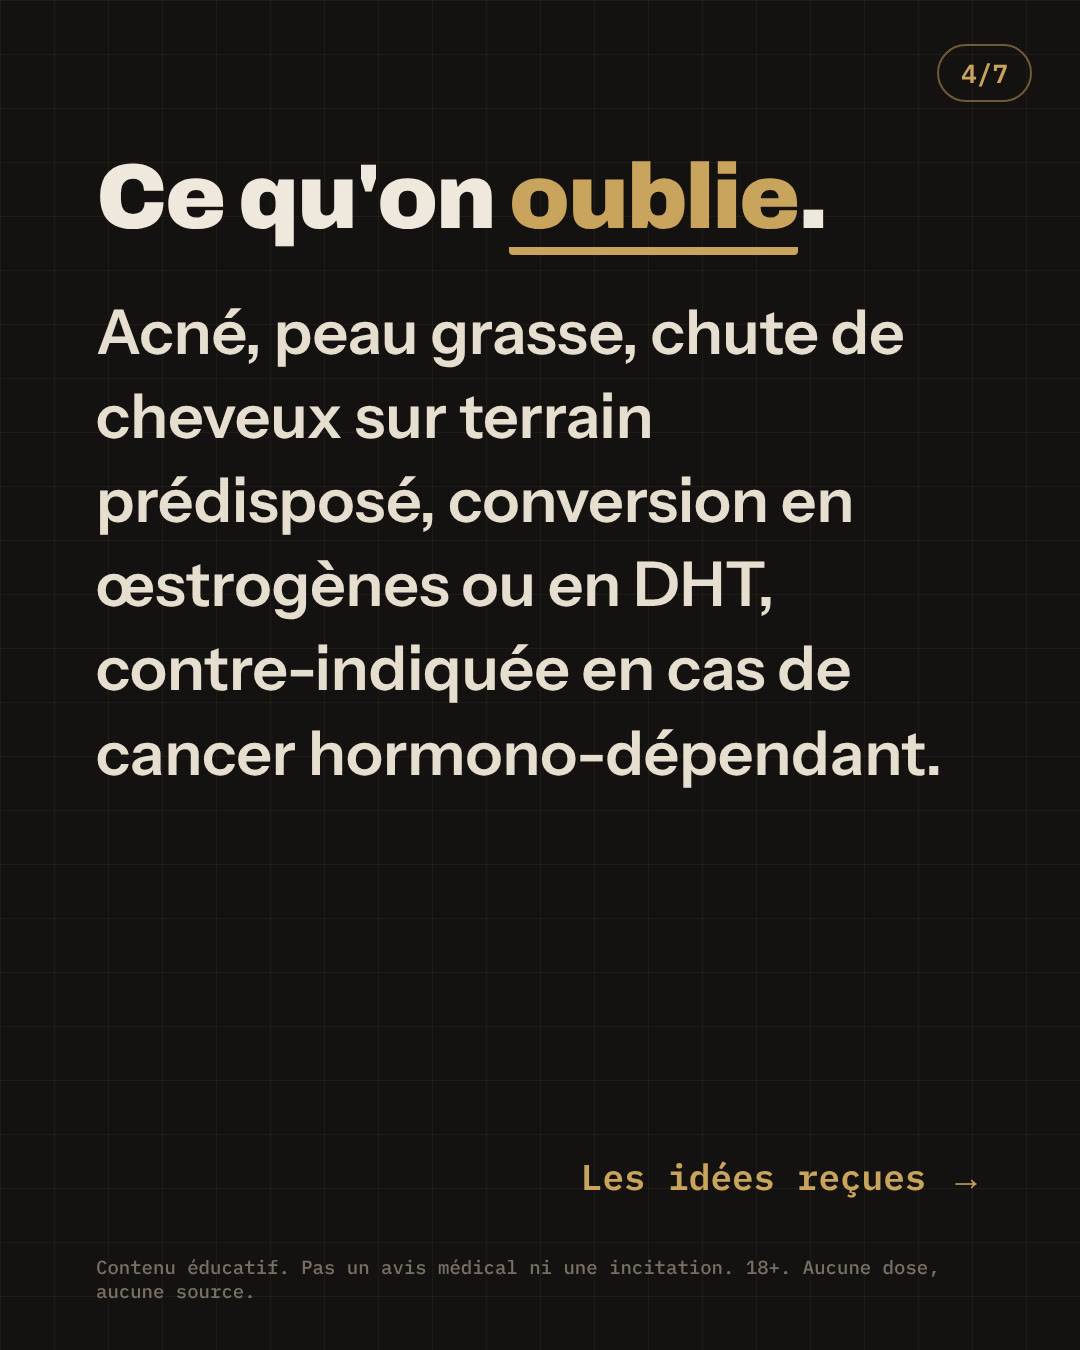 4/7
Ce qu'on oublie.
Acné, peau grasse, chute de
cheveux sur terrain
prédisposé, conversion en
œstrogènes ou en DHT,
contre-indiquée en cas de
cancer hormono-dépendant.
Les idées reçues →
Contenu éducatif. Pas un avis médical ni une incitation. 18+. Aucune dose,
aucune source.